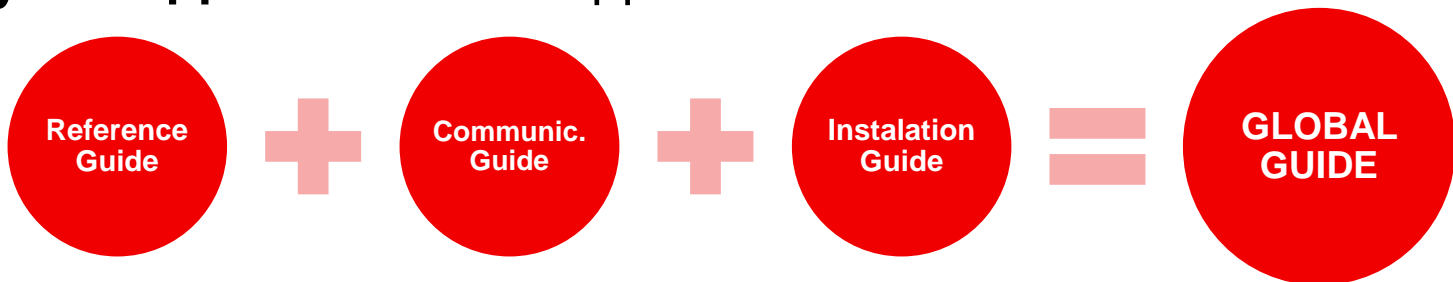 Reference
Guide
Communic.
Guide
Instalation
Guide
GLOBAL
GUIDE